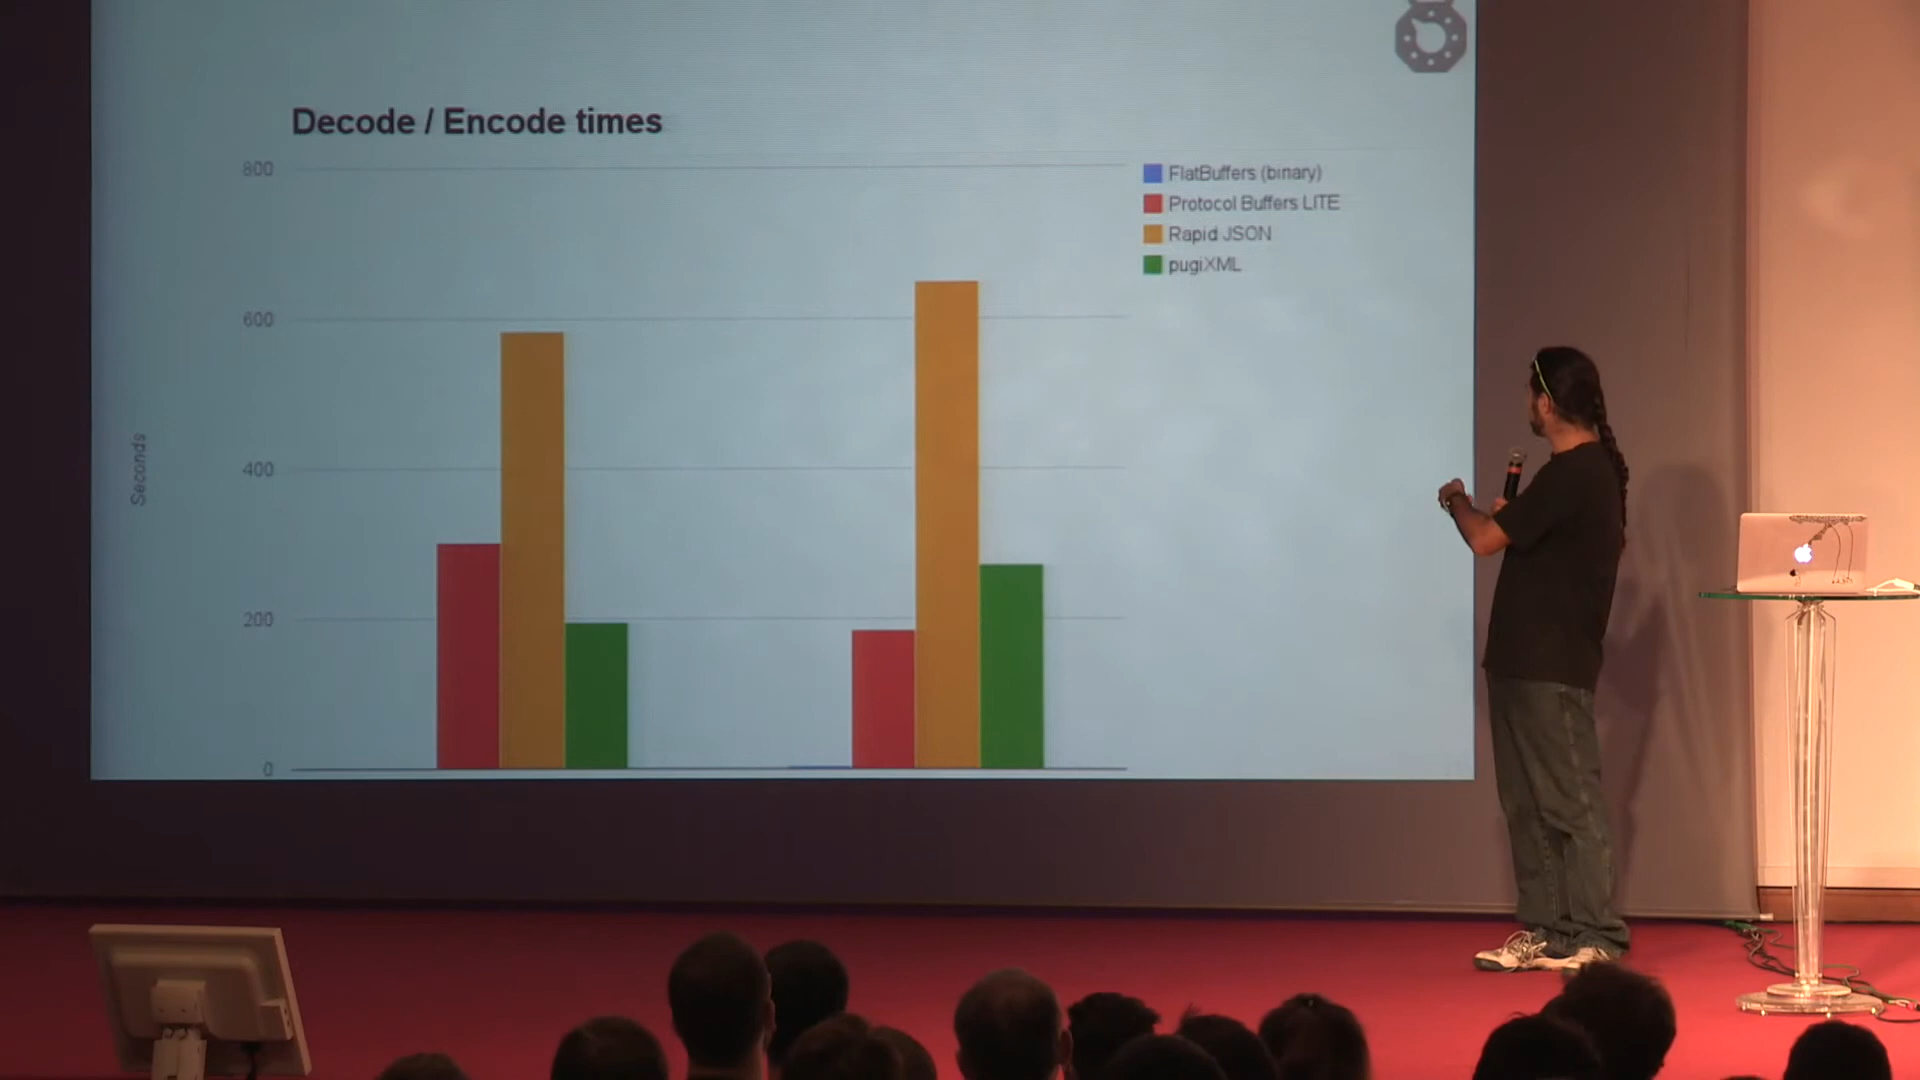 Decode / Encode times
800
600
400
200
0
Seconds
FlatBuffers (binary)
Protocol Buffers LITE
Rapid JSON
pugiXML